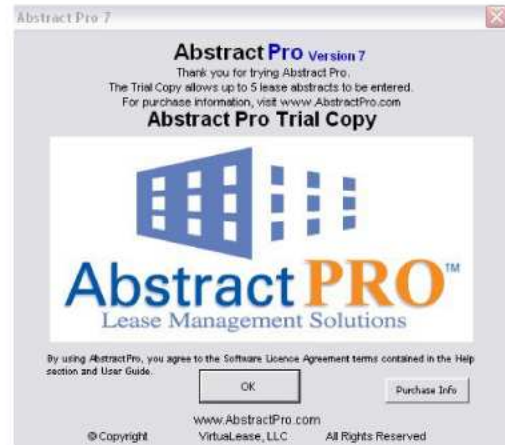 Abstract Pro 7
Abstract Pro Version 7
Thank you for trying Abstract Pro.
The Trial Copy allows up to 5 lease abstracts to be entered.
For purchase information, visit www.AbstractPro.com
Abstract Pro Trial Copy
Abstract PRO™
Lease Management Solutions
By using AbstractPro, you agree to the Software Licence Agreement terms contained in the Help
section and User Guide.
OK
Purchase Info
www.AbstractPro.com
© Copyright VirtuaLease, LLC All Rights Reserved